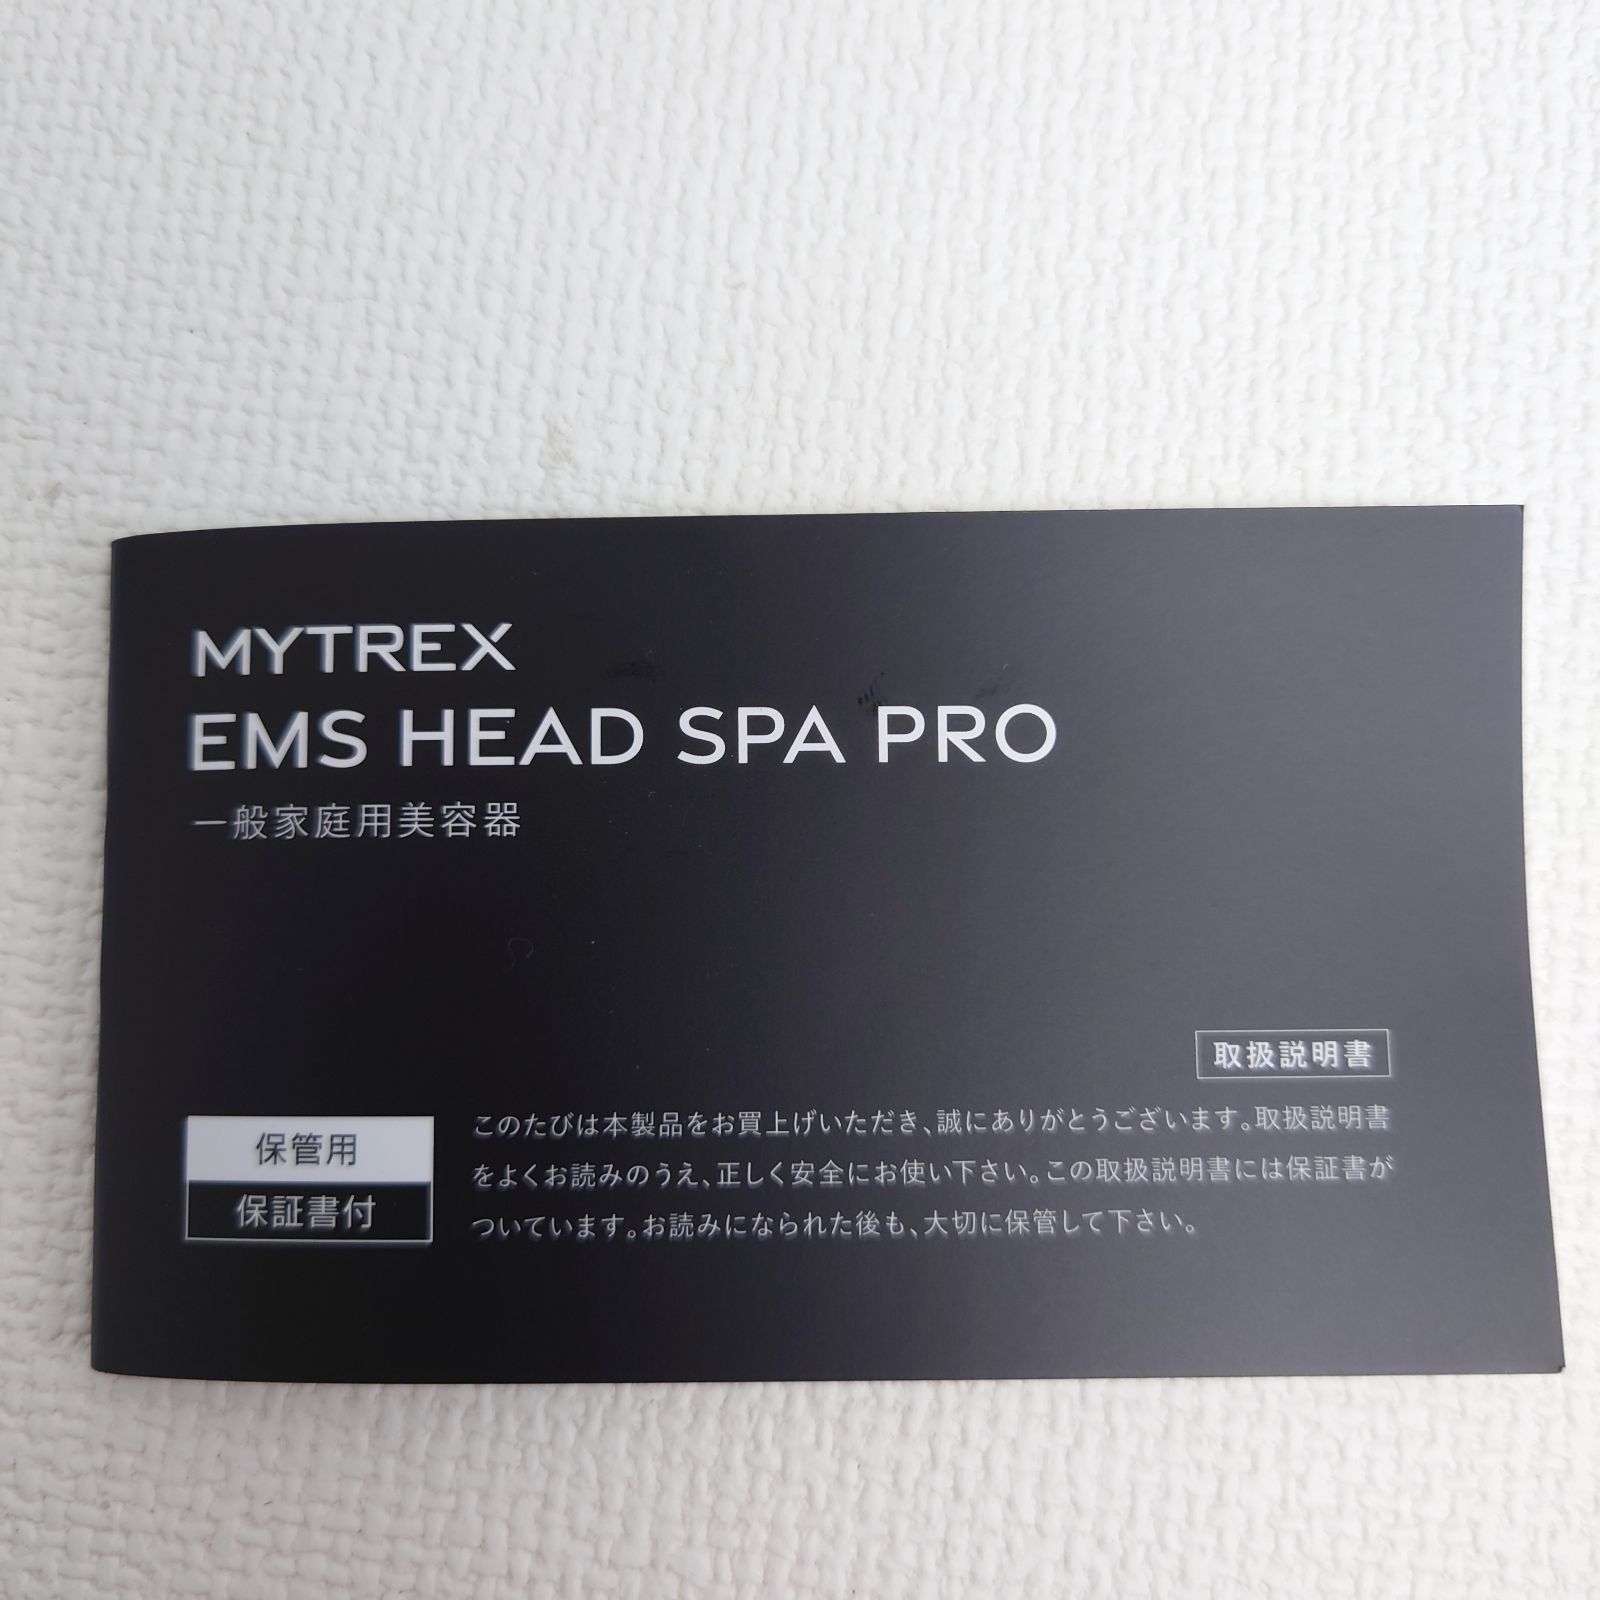 MYTREX
EMS HEAD SPA PRO
一般家庭用美容器
取扱説明書
保管用
保証書付
このたびは本製品をお買上げいただき、誠にありがとうございます。取扱説明書
をよくお読みのうえ、正しく安全にお使い下さい。この取扱説明書には保証書が
ついています。お読みになられた後も、大切に保管して下さい。